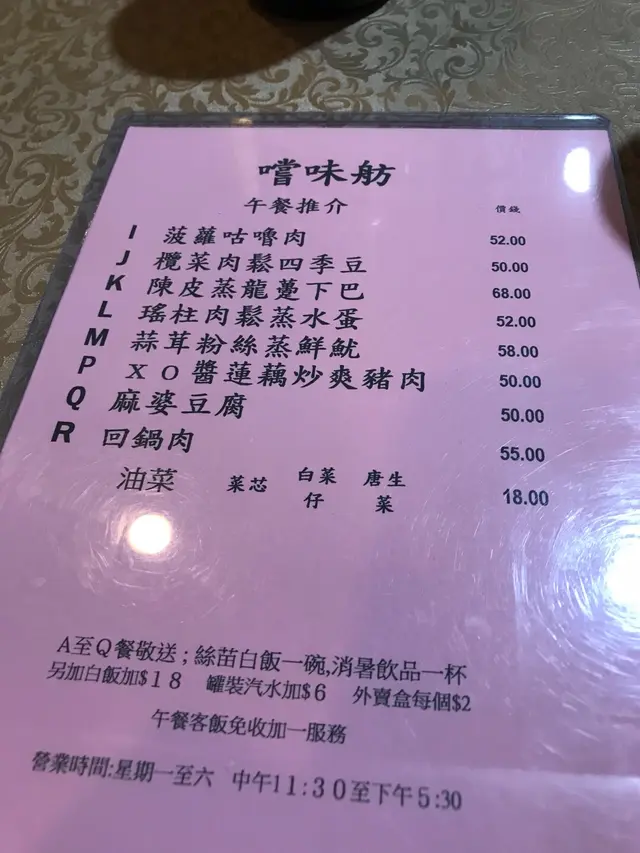 嚐味舫
午餐推介 價錢
I 菠蘿咕嚕肉 52.00
J 欖菜肉鬆四季豆 50.00
K 陳皮蒸龍躉下巴 68.00
L 瑤柱肉鬆蒸水蛋 52.00
M 蒜茸粉絲蒸鮮魷 58.00
P XO醬蓮藕炒爽豬肉 50.00
Q 麻婆豆腐 50.00
R 回鍋肉 55.00
油菜 菜芯 白菜仔 唐生菜 18.00
A至Q餐敬送;絲苗白飯一碗,消暑飲品一杯
另加白飯加$18 罐裝汽水加$6 外賣盒每個$2
午餐客飯免收加一服務
營業時間:星期一至六 中午11:30至下午5:30